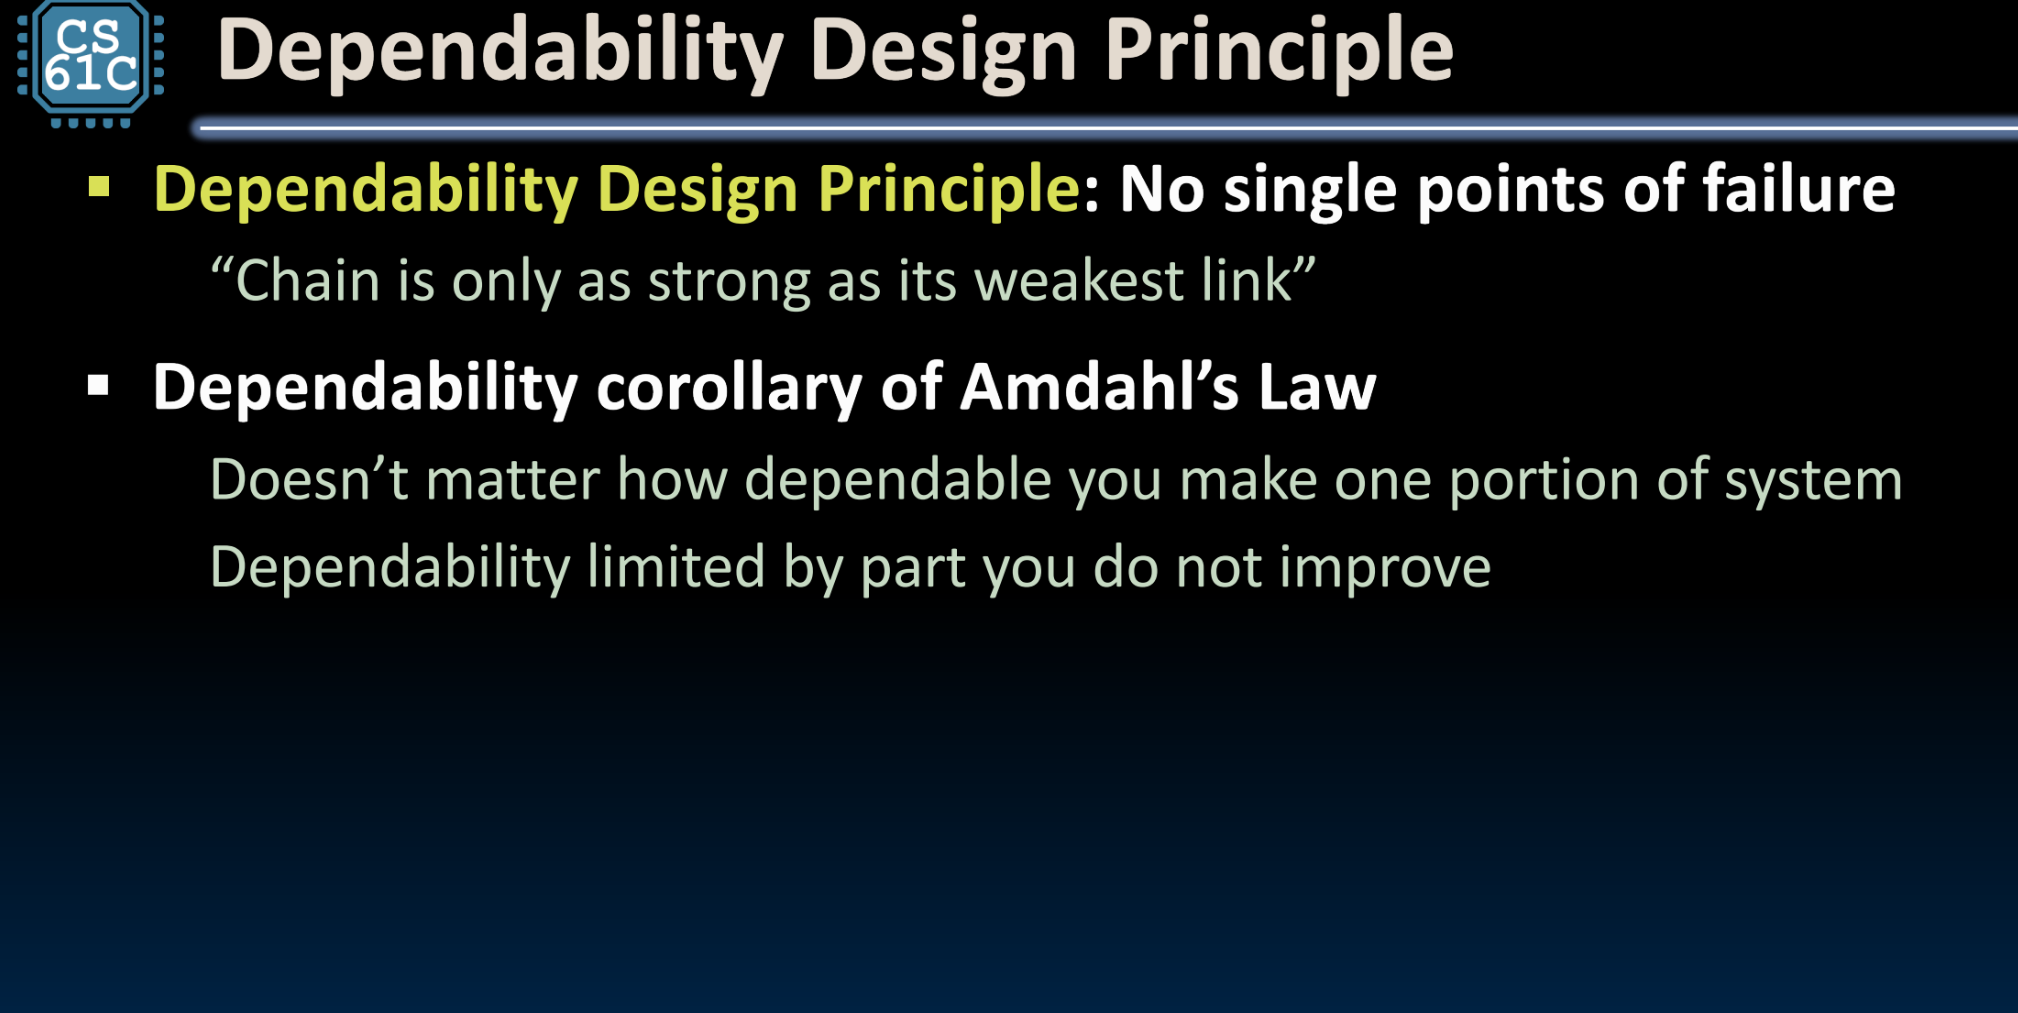 CS
61C
Dependability Design Principle
▪ Dependability Design Principle: No single points of failure
“Chain is only as strong as its weakest link”
▪ Dependability corollary of Amdahl’s Law
Doesn’t matter how dependable you make one portion of system
Dependability limited by part you do not improve